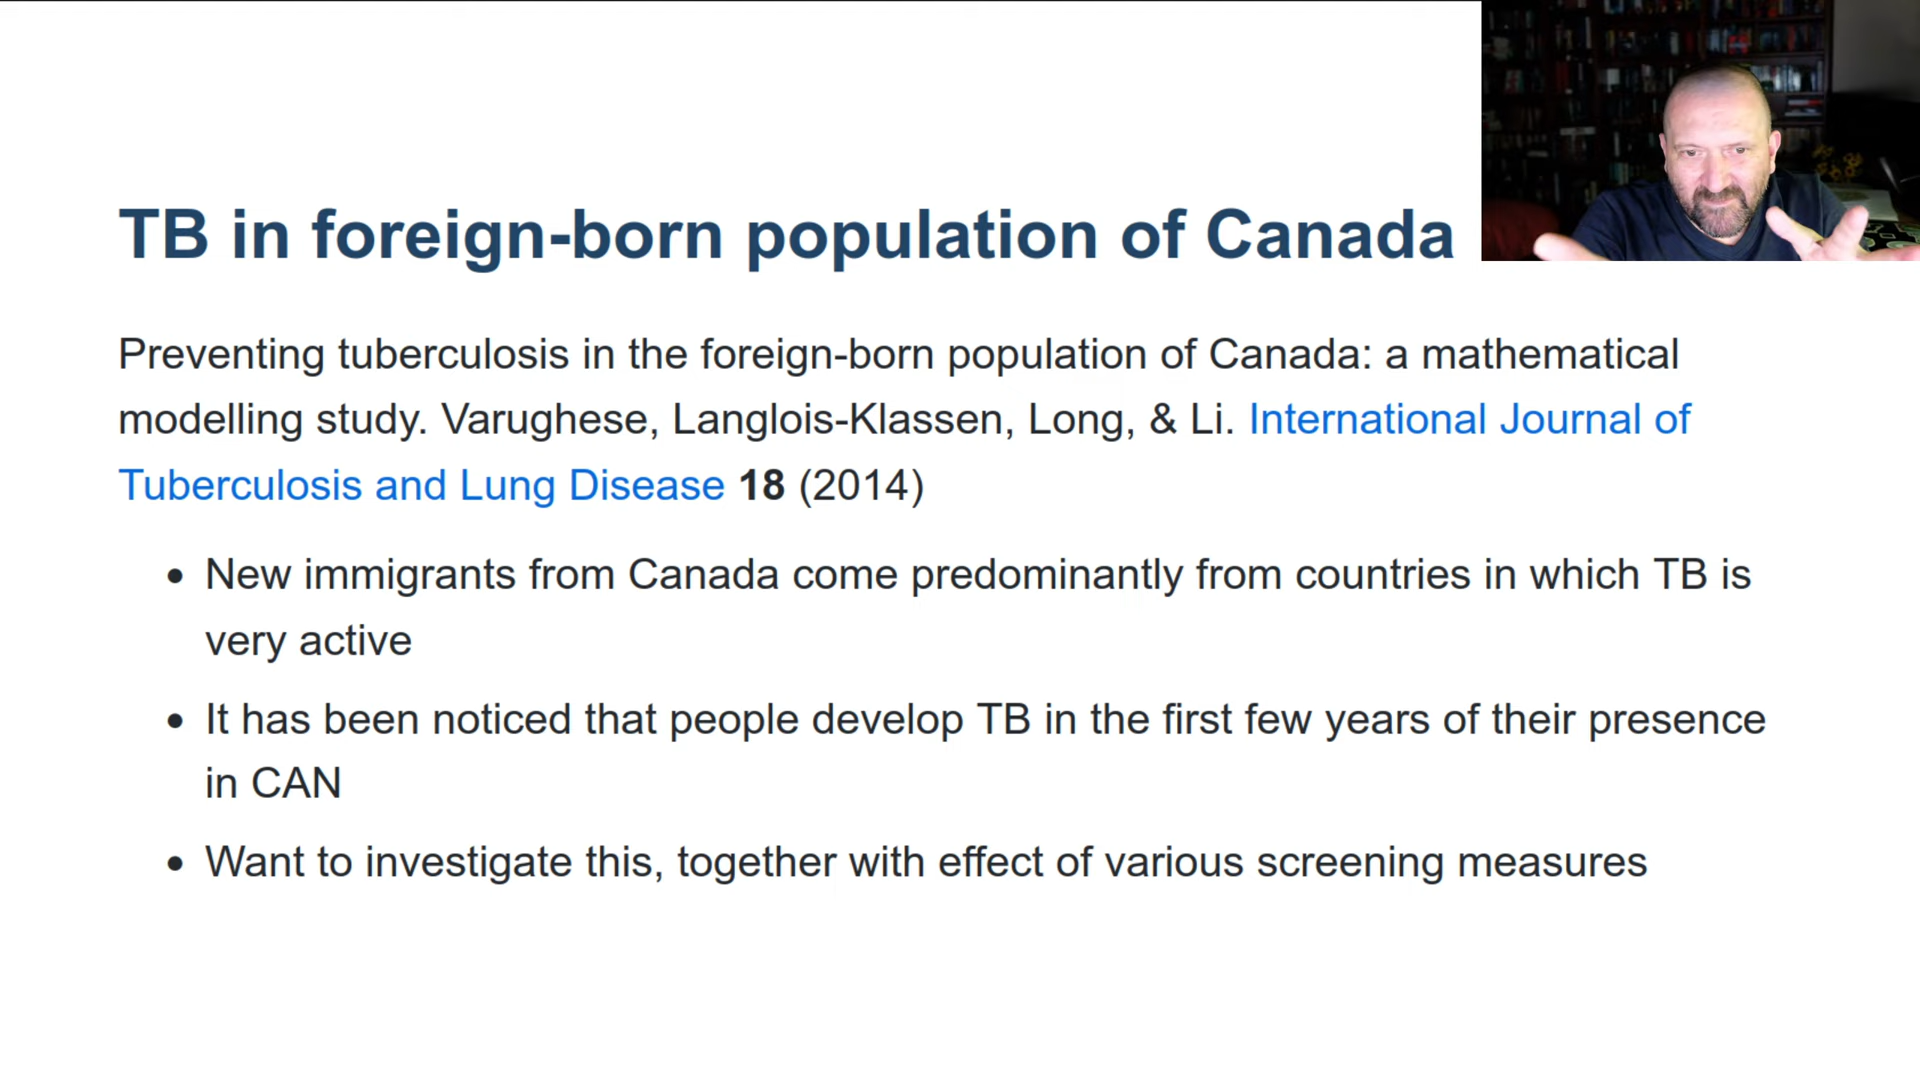 TB in foreign-born population of Canada
Preventing tuberculosis in the foreign-born population of Canada: a mathematical
modelling study. Varughese, Langlois-Klassen, Long, & Li. International Journal of
Tuberculosis and Lung Disease 18 (2014)
• New immigrants from Canada come predominantly from countries in which TB is
very active
• It has been noticed that people develop TB in the first few years of their presence
in CAN
• Want to investigate this, together with effect of various screening measures